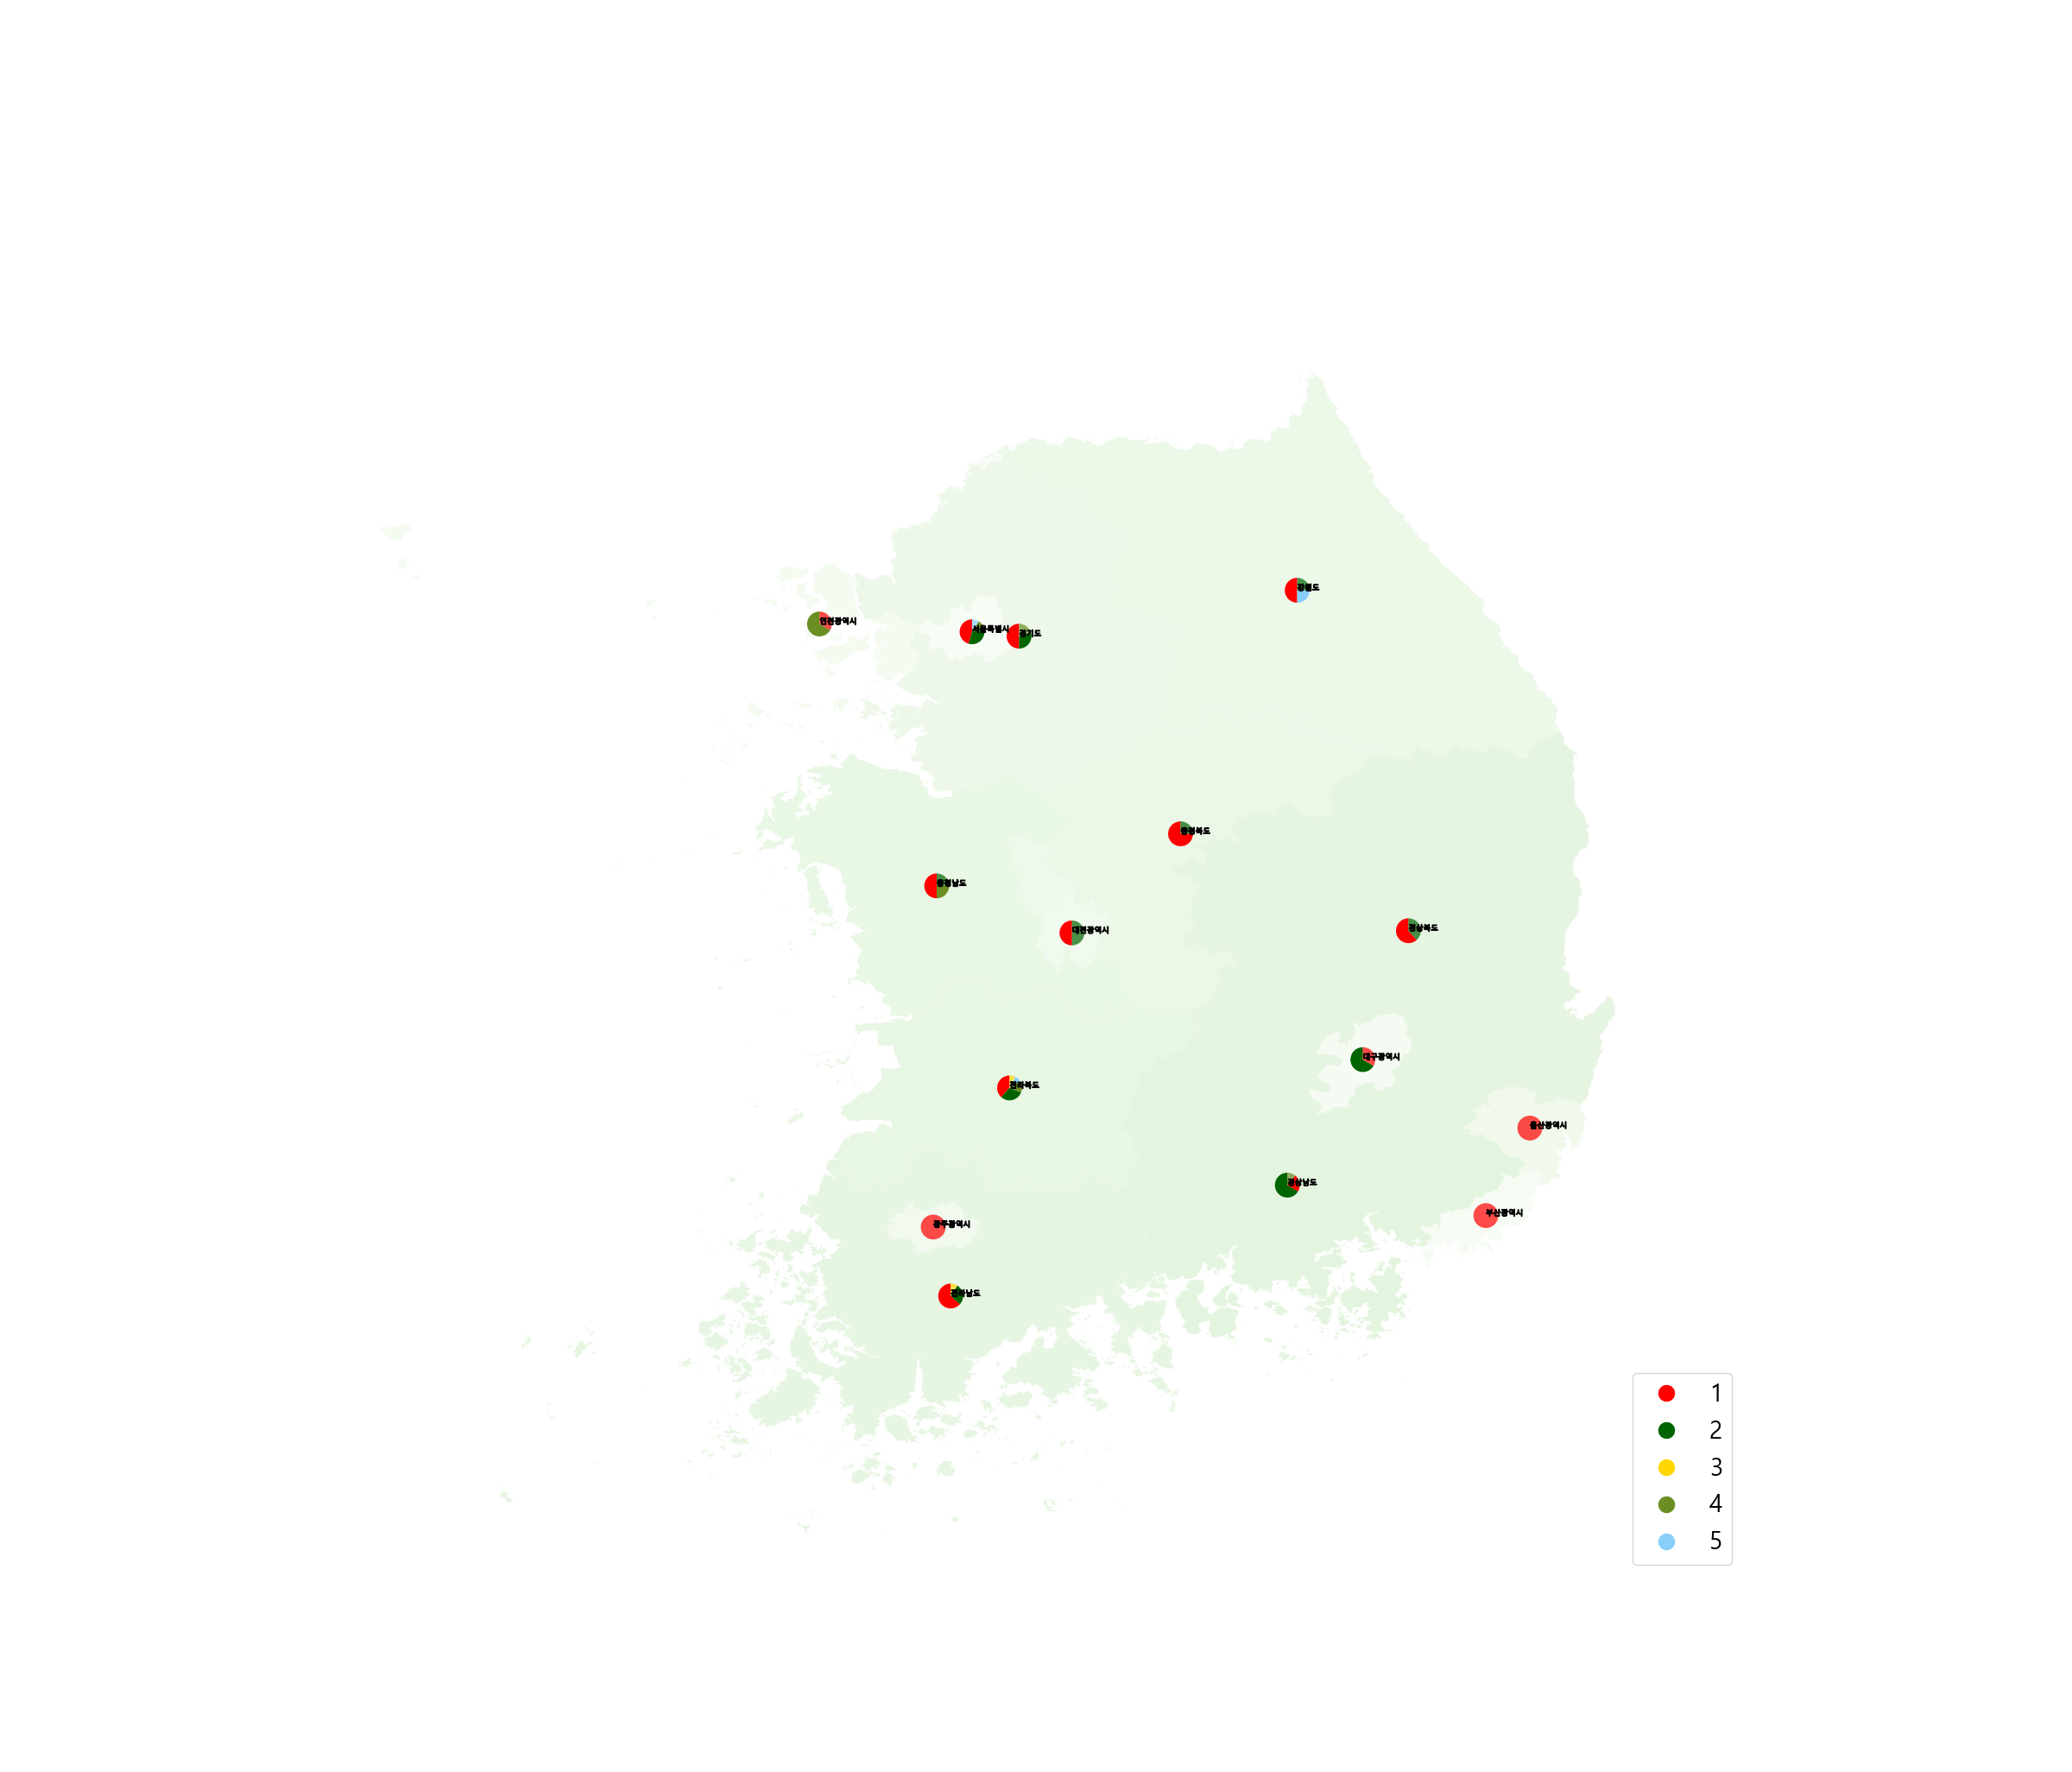 강원도
인천광역시
서울특별시
경기도
충청북도
충청남도
대전광역시
경상북도
대구광역시
전라북도
울산광역시
경상남도
부산광역시
광주광역시
전라남도
1
2
3
4
5